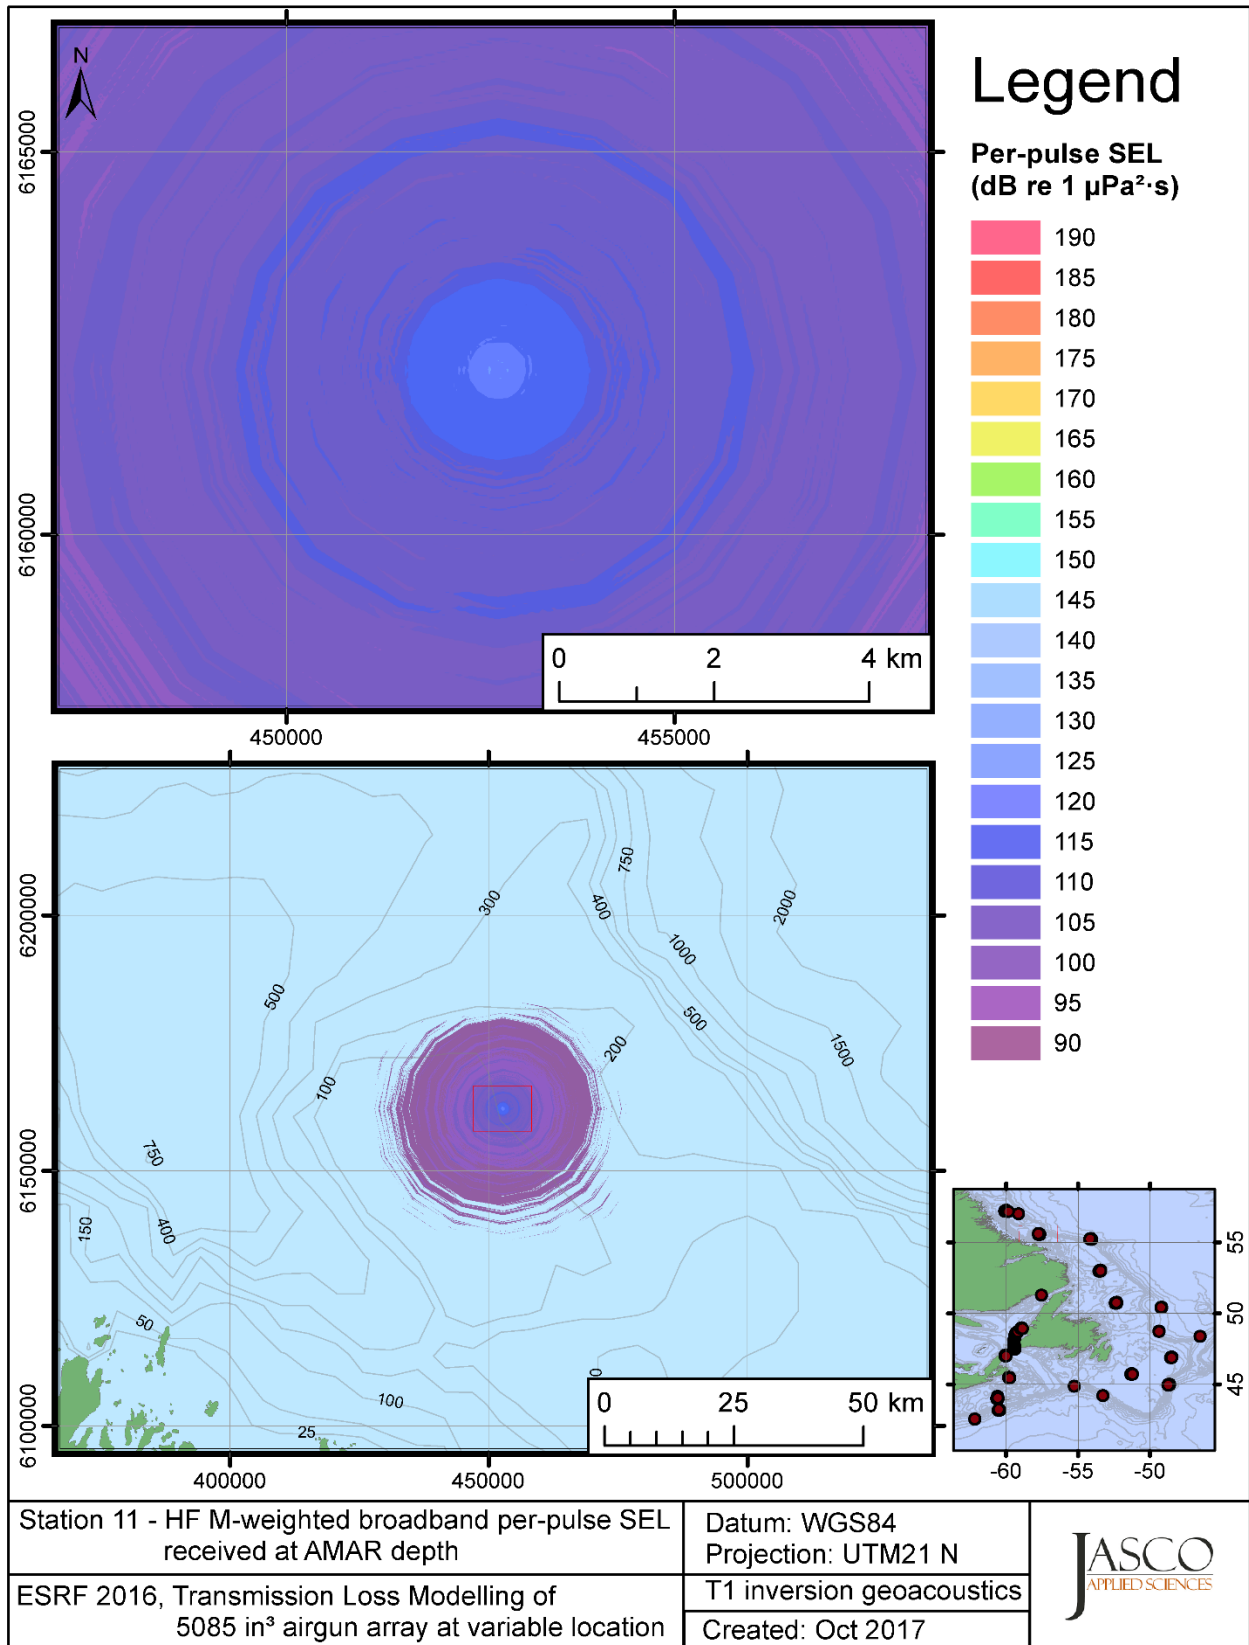 N
6165000
6160000
0 2 4 km
450000 455000
Legend
Per-pulse SEL
(dB re 1 µPa²·s)
190
185
180
175
170
165
160
155
150
145
140
135
130
125
120
115
110
105
100
95
90
6200000
6150000
6100000
300
750
400
2000
1000
500
500
200
1500
100
750
150
400
50
100
25
0
0 25 50 km
400000 450000 500000
55
50
45
-60 -55 -50
Station 11 - HF M-weighted broadband per-pulse SEL
received at AMAR depth
ESRF 2016, Transmission Loss Modelling of
5085 in³ airgun array at variable location
Datum: WGS84
Projection: UTM21 N
T1 inversion geoacoustics
Created: Oct 2017
JASCO
APPLIED SCIENCES